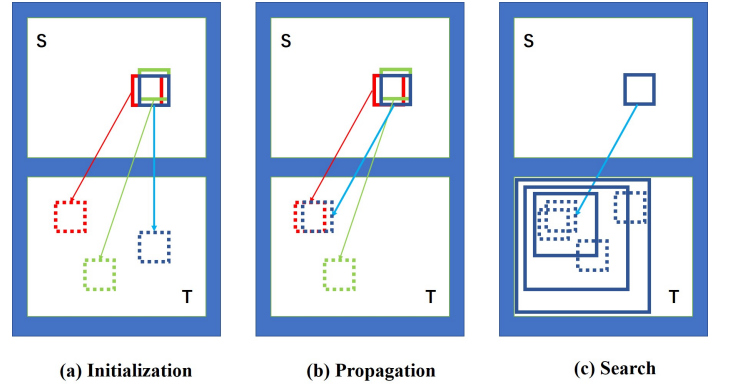 S
S
S
T
T
T
(a) Initialization
(b) Propagation
(c) Search